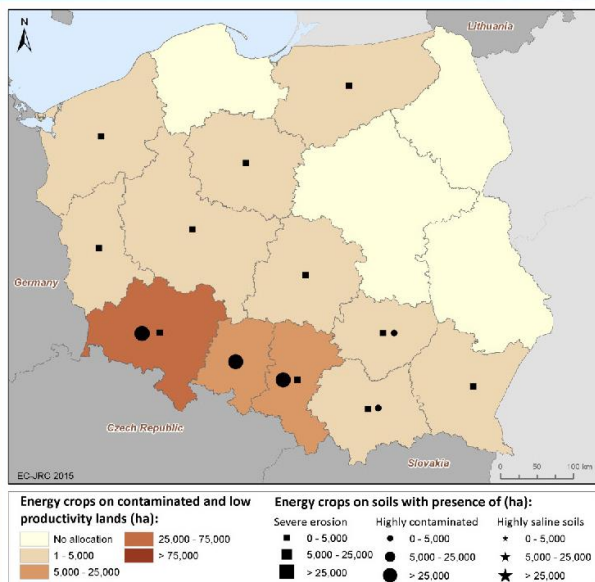 N
Lithuania
Germany
Czech Republic
Slovakia
EC-JRC 2015
0 50 100 km
Energy crops on contaminated and low
productivity lands (ha):
No allocation
1 - 5,000
5,000 - 25,000
25,000 - 75,000
> 75,000
Energy crops on soils with presence of (ha):
Severe erosion
0 - 5,000
5,000 - 25,000
> 25,000
Highly contaminated
0 - 5,000
5,000 - 25,000
> 25,000
Highly saline soils
0 - 5,000
5,000 - 25,000
> 25,000